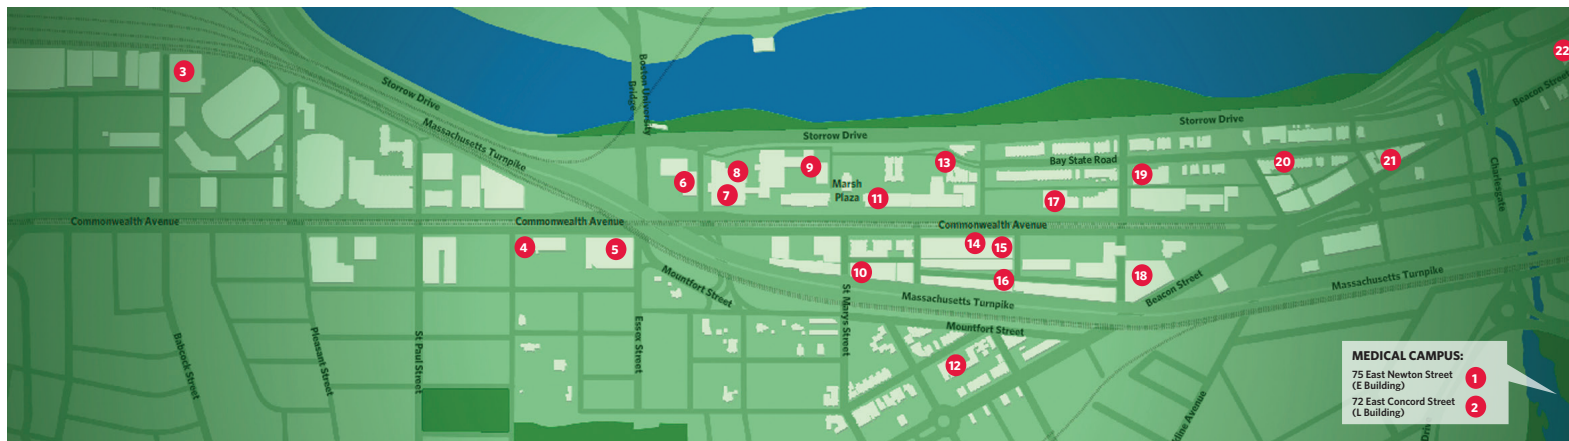 3
22
Storrow Drive
Boston University
Bridge
Beacon Street
Massachusetts Turnpike
Storrow Drive
Storrow Drive
Bay State Road
6
8
7
9
Marsh
Plaza
11
13
17
19
20
21
Charlesgate
Commonwealth Avenue
Commonwealth Avenue
Commonwealth Avenue
4
5
14
15
10
16
18
Mountfort Street
Massachusetts Turnpike
Beacon Street
Massachusetts Turnpike
Babcock Street
Pleasant Street
St Paul Street
Essex Street
St Marys Street
Mountfort Street
12
MEDICAL CAMPUS:
75 East Newton Street
(E Building)
1
72 East Concord Street
(L Building)
2
Avenue
Drive